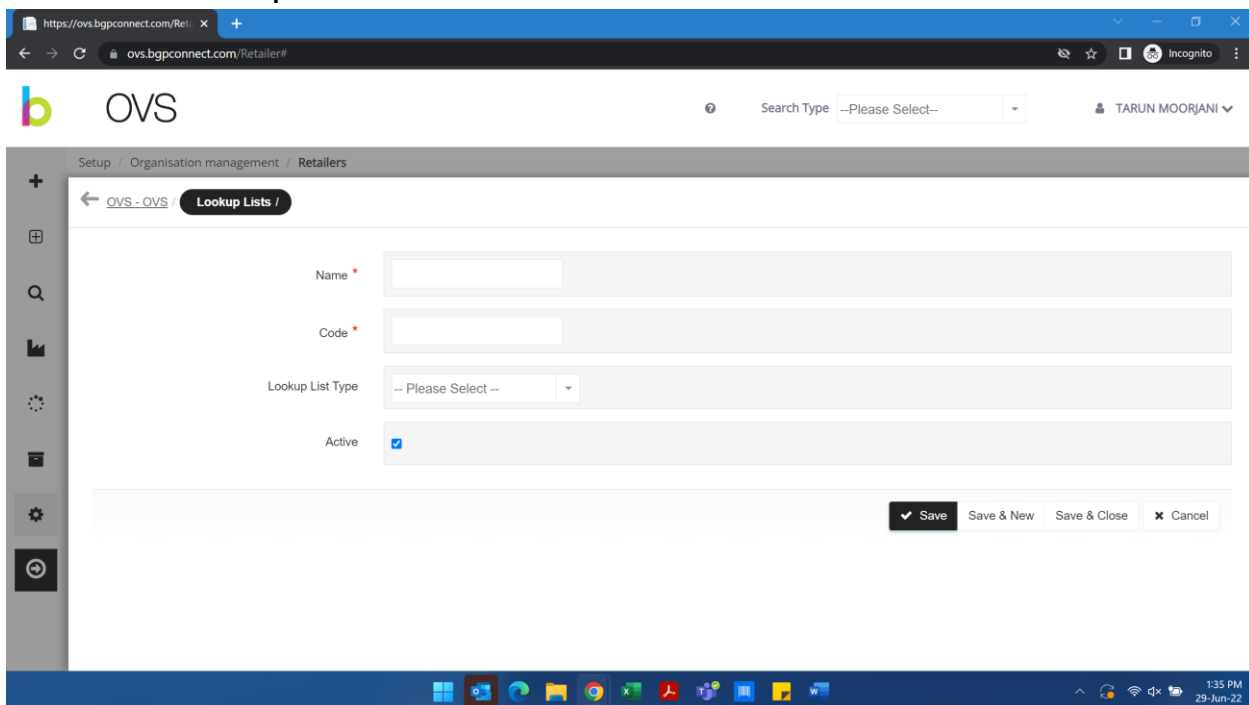 https://ovs.bgpconnect.com/Reta
ovs.bgpconnect.com/Retailer#
Incognito
b OVS
Search Type --Please Select--
TARUN MOORJANI
Setup / Organisation management / Retailers
OVS - OVS / Lookup Lists /
Name *
Code *
Lookup List Type -- Please Select --
Active
Save Save & New Save & Close Cancel
1:35 PM
29-Jun-22